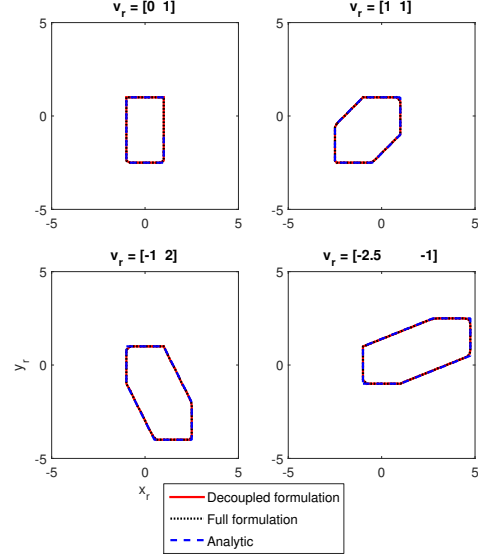 v_r = [0 1]
v_r = [1 1]
5
0
-5
-5 0 5
5
0
-5
-5 0 5
v_r = [-1 2]
v_r = [-2.5 -1]
5
0
-5
-5 0 5
y_r
x_r
5
0
-5
-5 0 5
Decoupled formulation
Full formulation
Analytic